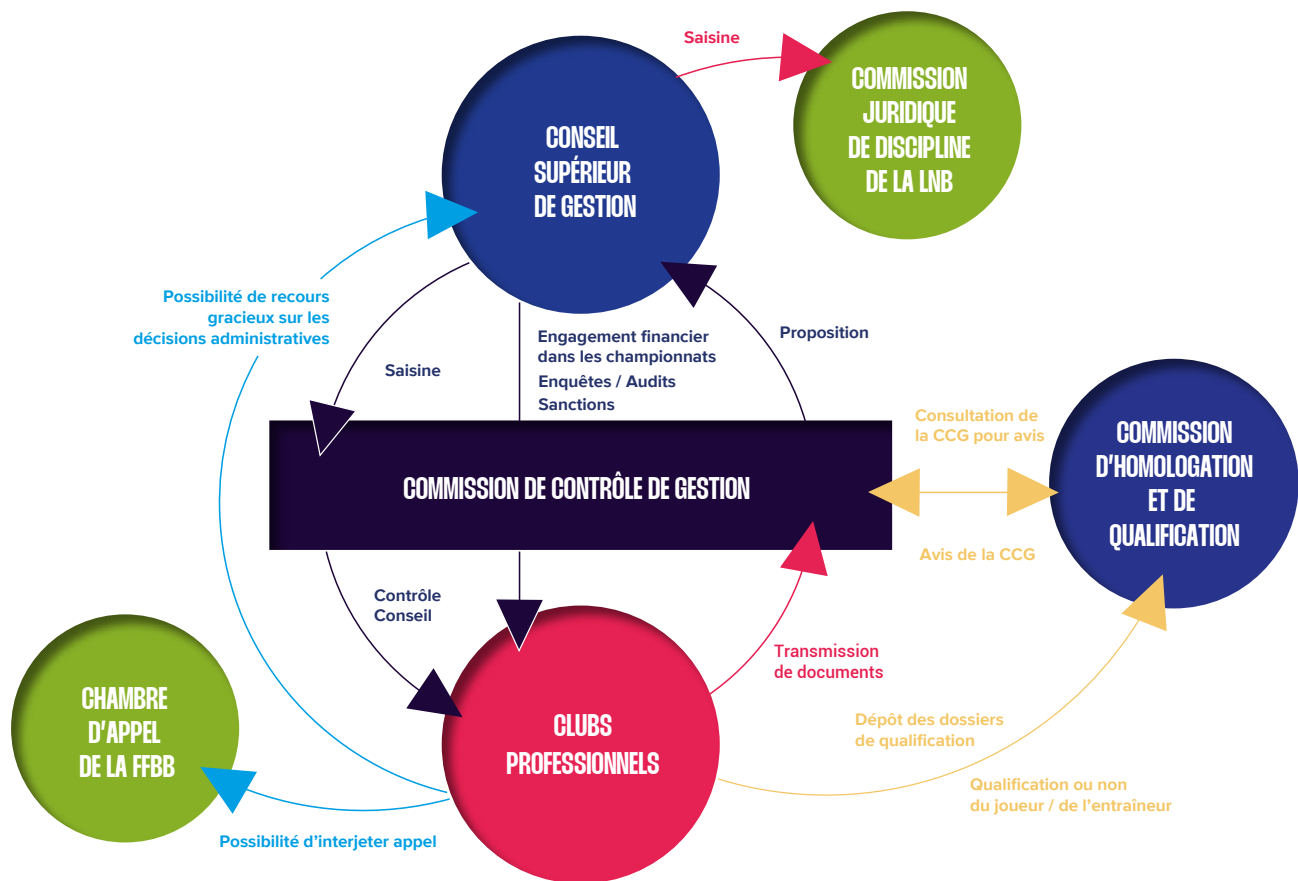 Saisine
COMMISSION
JURIDIQUE
DE DISCIPLINE
DE LA LNB
CONSEIL
SUPÉRIEUR
DE GESTION
Possibilité de recours
gracieux sur les
décisions administratives
Saisine
Engagement financier
dans les championnats
Enquêtes / Audits
Sanctions
Proposition
Consultation de
la CCG pour avis
COMMISSION
D'HOMOLOGATION
ET DE
QUALIFICATION
COMMISSION DE CONTRÔLE DE GESTION
Avis de la CCG
Contrôle
Conseil
Transmission
de documents
CHAMBRE
D'APPEL
DE LA FFBB
CLUBS
PROFESSIONNELS
Dépôt des dossiers
de qualification
Qualification ou non
du joueur / de l’entraîneur
Possibilité d’interjeter appel